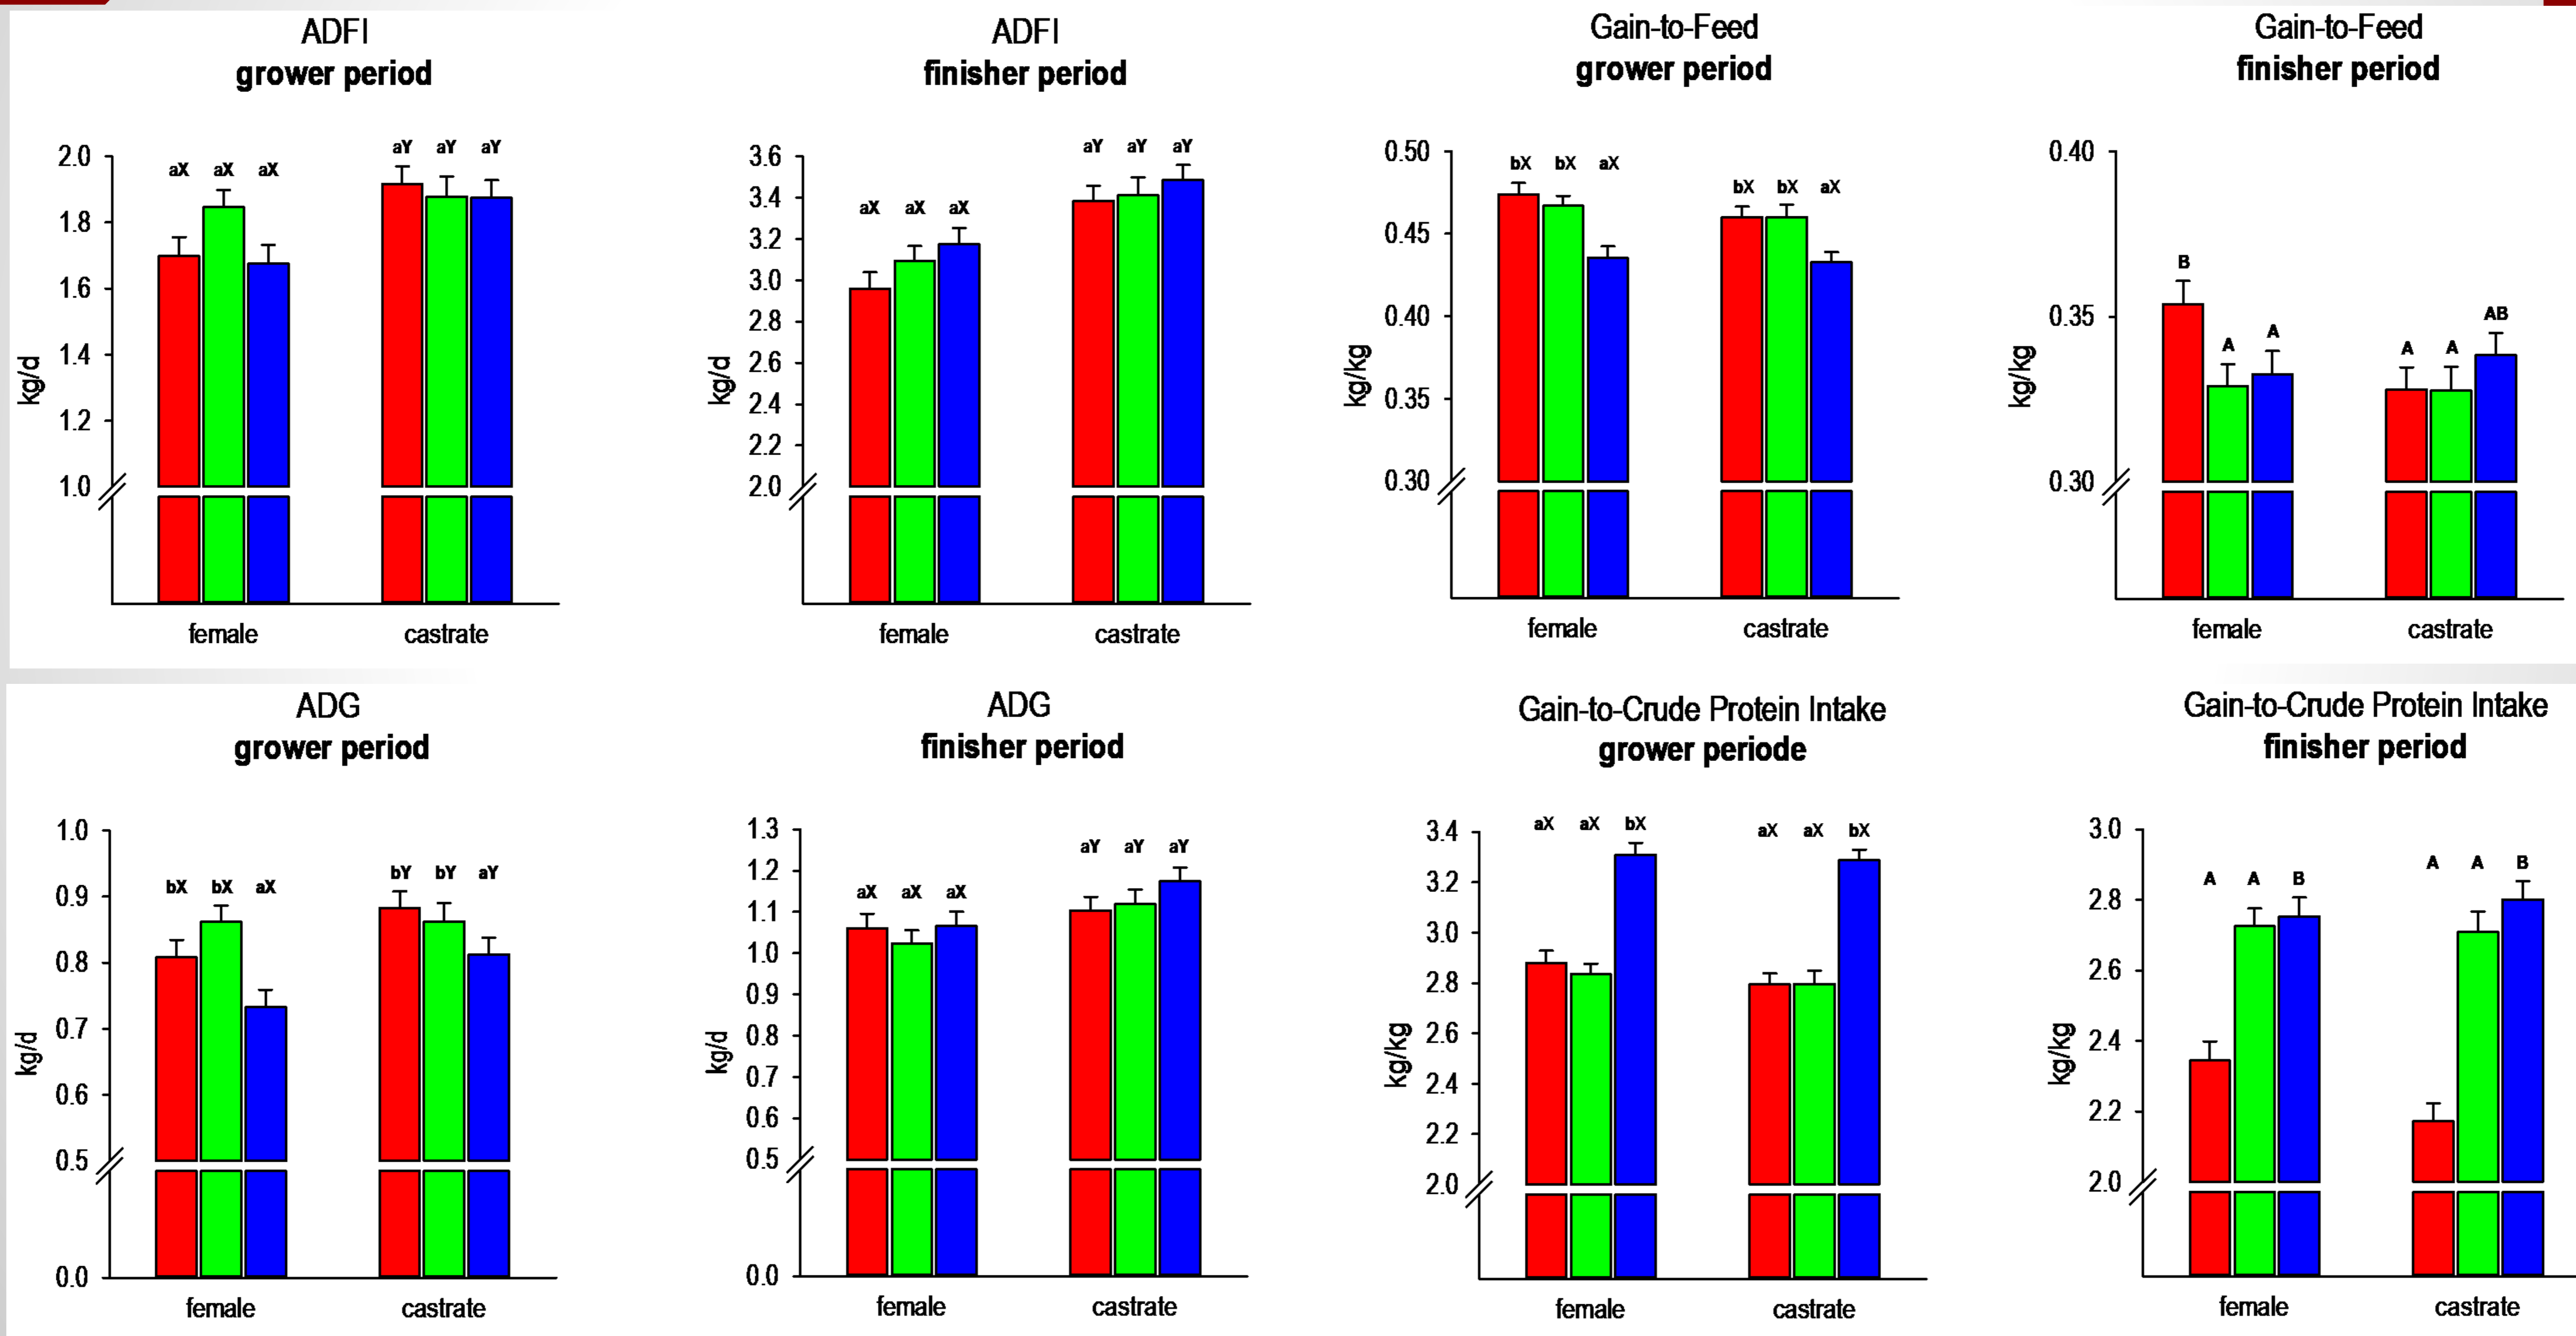 ADFI
grower period
2.0
1.8
1.6
1.4
1.2
1.0
kg/d
aX aX aX
aY aY aY
female
castrate
ADFI
finisher period
3.6
3.4
3.2
3.0
2.8
2.6
2.4
2.2
2.0
kg/d
aX aX aX
aY aY aY
female
castrate
Gain-to-Feed
grower period
0.50
0.45
0.40
0.35
0.30
kg/kg
bX bX aX
bX bX aX
female
castrate
Gain-to-Feed
finisher period
0.40
0.35
0.30
kg/kg
B A A
A A AB
female
castrate
ADG
grower period
1.0
0.9
0.8
0.7
0.6
0.5
0.0
kg/d
bX bX aX
bY bY aY
female
castrate
ADG
finisher period
1.3
1.2
1.1
1.0
0.9
0.8
0.7
0.6
0.5
0.0
kg/d
aX aX aX
aY aY aY
female
castrate
Gain-to-Crude Protein Intake
grower periode
3.4
3.2
3.0
2.8
2.6
2.4
2.2
2.0
kg/kg
aX aX bX
aX aX bX
female
castrate
Gain-to-Crude Protein Intake
finisher period
3.0
2.8
2.6
2.4
2.2
2.0
kg/kg
A A B
A A B
female
castrate